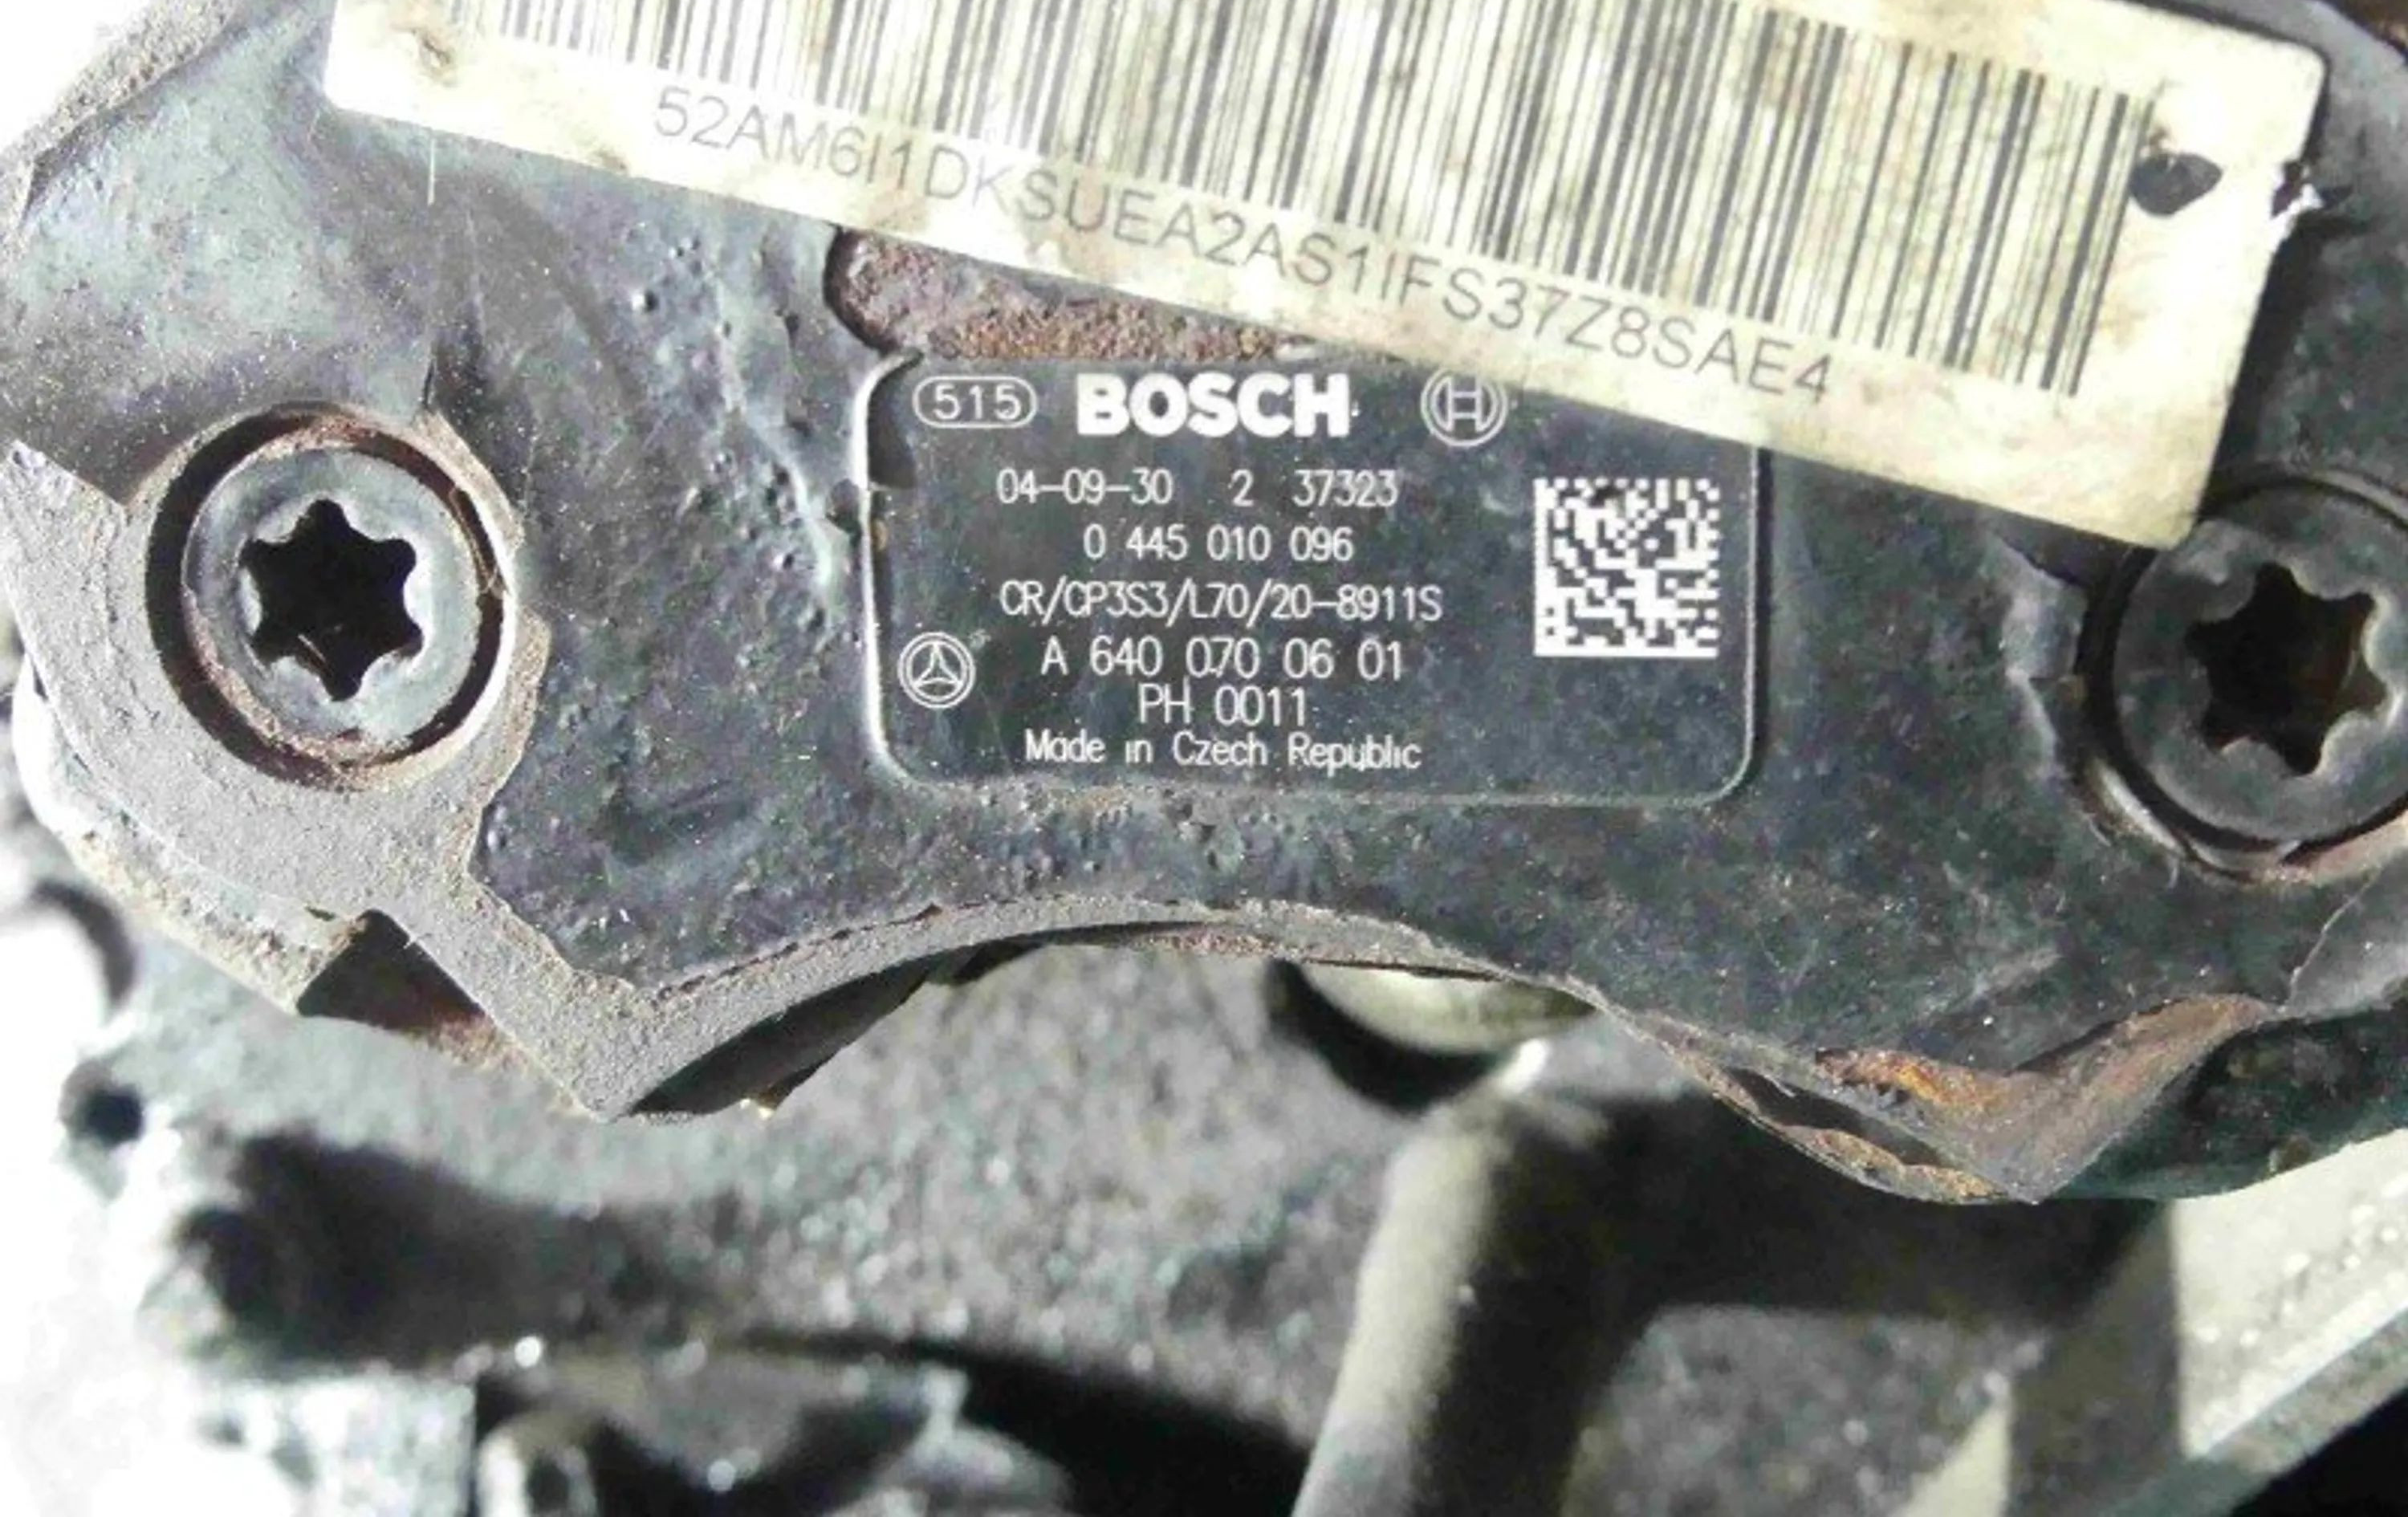 52AM6I1DKSUEA2AS1IFS37Z8SAE4
515 BOSCH
04-09-30 2 37323
0 445 010 096
CR/CP3S3/L70/20-8911S
A 640 070 06 01
PH 0011
Made in Czech Republic